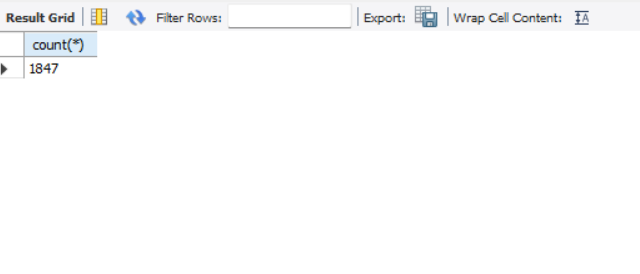 Result Grid Filter Rows: Export: Wrap Cell Content:
count(*)
1847